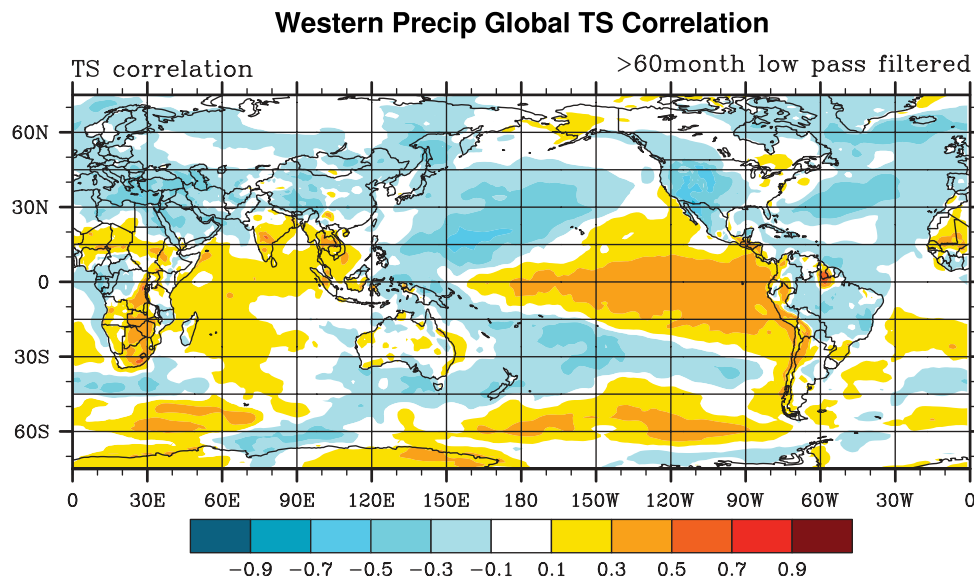 Western Precip Global TS Correlation
TS correlation
>60month low pass filtered
60N
30N
0
30S
60S
0 30E 60E 90E 120E 150E 180 150W 120W 90W 60W 30W 0
−0.9 −0.7 −0.5 −0.3 −0.1 0.1 0.3 0.5 0.7 0.9